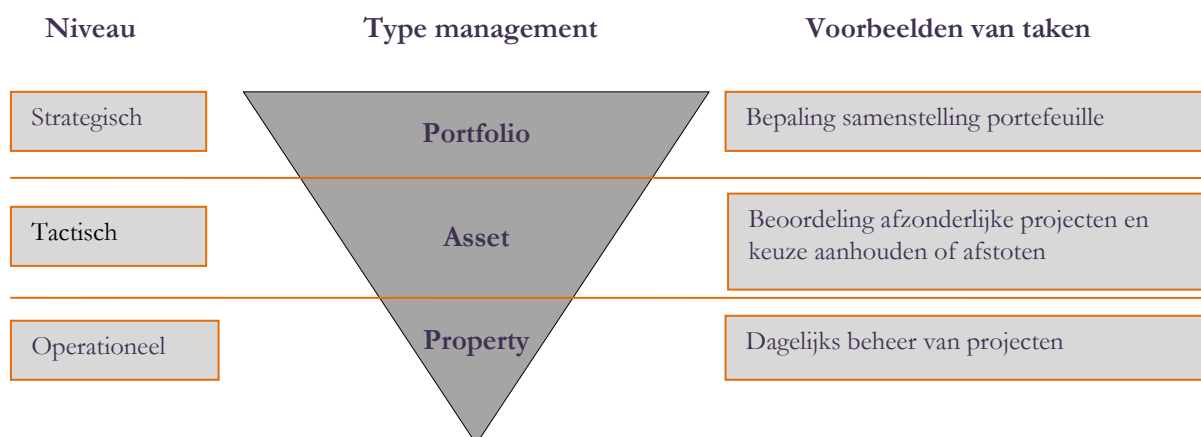 Niveau
Type management
Voorbeelden van taken
Strategisch
Portfolio
Bepaling samenstelling portefeuille
Tactisch
Asset
Beoordeling afzonderlijke projecten en
keuze aanhouden of afstoten
Operationeel
Property
Dagelijks beheer van projecten